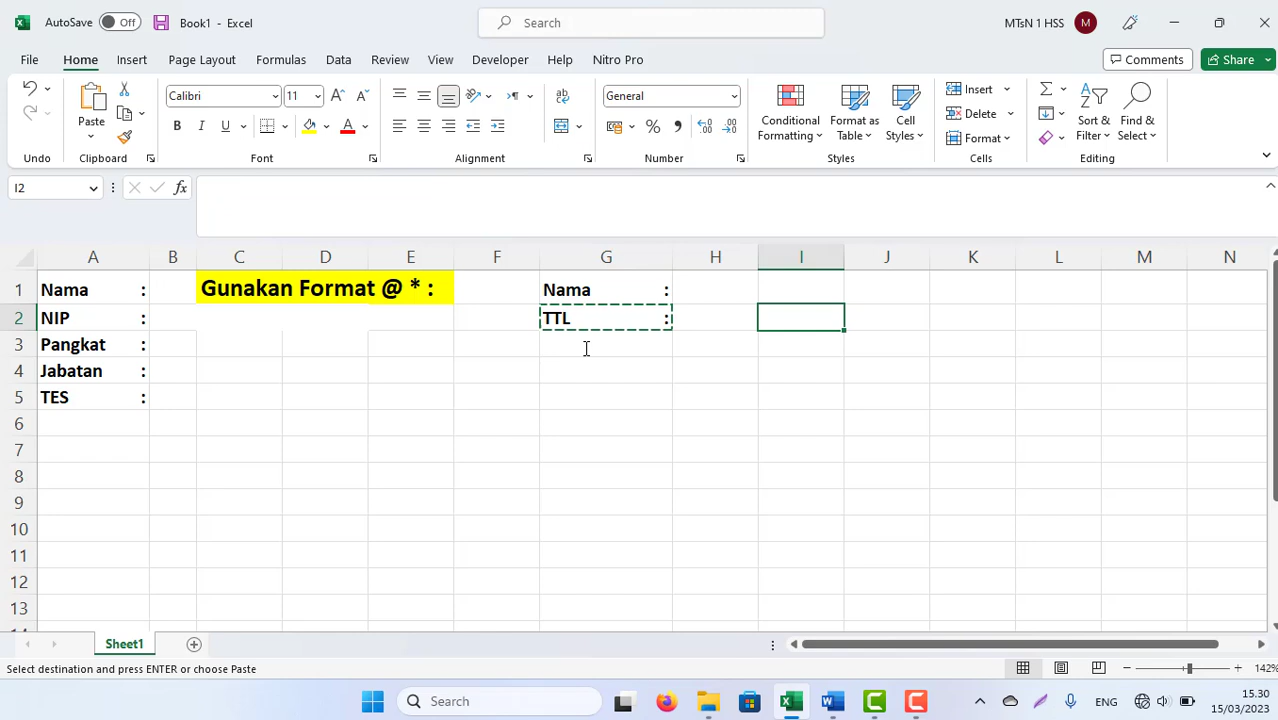 AutoSave Off Book1 - Excel Search MTsN 1 HSS M
File Home Insert Page Layout Formulas Data Review View Developer Help Nitro Pro Comments Share
Paste Calibri 11 General Conditional Formatting Format as Table Cell Styles Insert Delete Format Sort & Filter Find & Select
Undo Clipboard Font Alignment Number Styles Cells Editing
I2 fx
A B C D E F G H I J K L M N
1 Nama : Gunakan Format @ * : Nama :
2 NIP : TTL :
3 Pangkat :
4 Jabatan :
5 TES :
6
7
8
9
10
11
12
13
Sheet1
Select destination and press ENTER or choose Paste 142%
Search ENG 15.30
15/03/2023